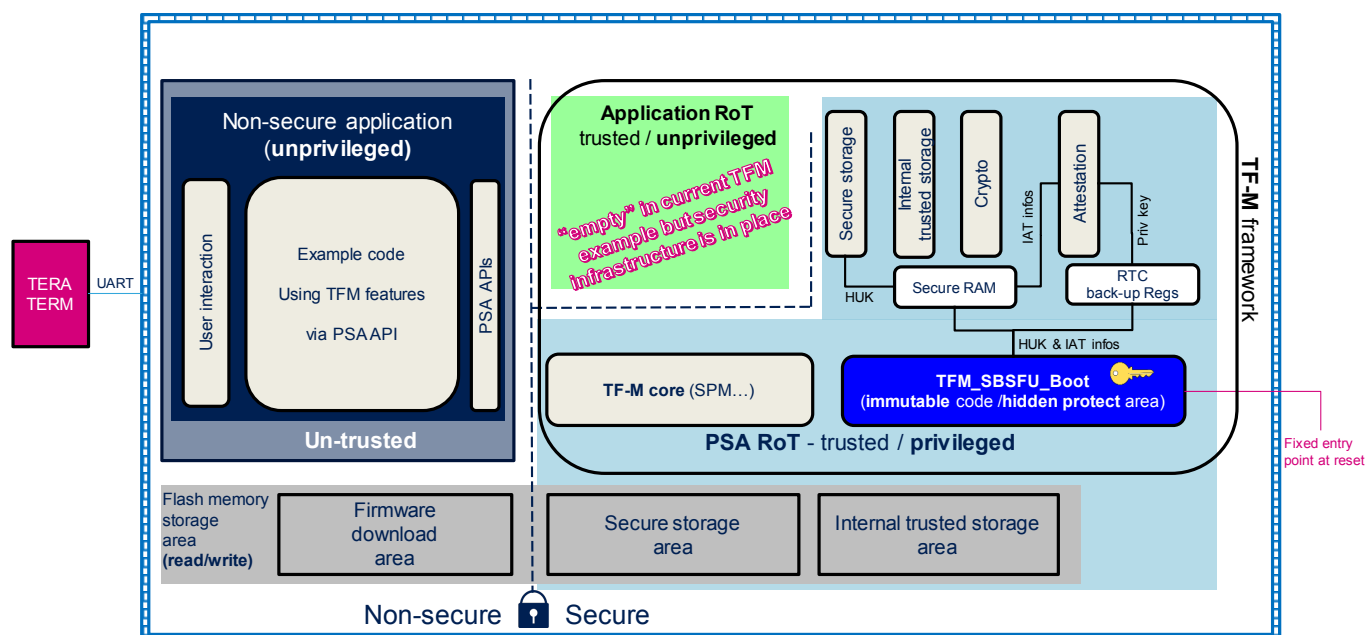 Non-secure application
(unprivileged)
User interaction
Example code
Using TFM features
via PSA API
PSA APIs
Un-trusted
TERA
TERM
UART
Application RoT
trusted / unprivileged
“empty” in current TFM
example but security
infrastructure is in place
Secure storage
Internal
trusted storage
Crypto
IAT infos
Attestation
Priv key
HUK
Secure RAM
RTC
back-up Regs
HUK & IAT infos
TF-M framework
TF-M core (SPM…)
TFM_SBSFU_Boot
(immutable code /hidden protect area)
PSA RoT - trusted / privileged
Fixed entry
point at reset
Flash memory
storage
area
(read/write)
Firmware
download
area
Secure storage
area
Internal trusted storage
area
Non-secure
Secure